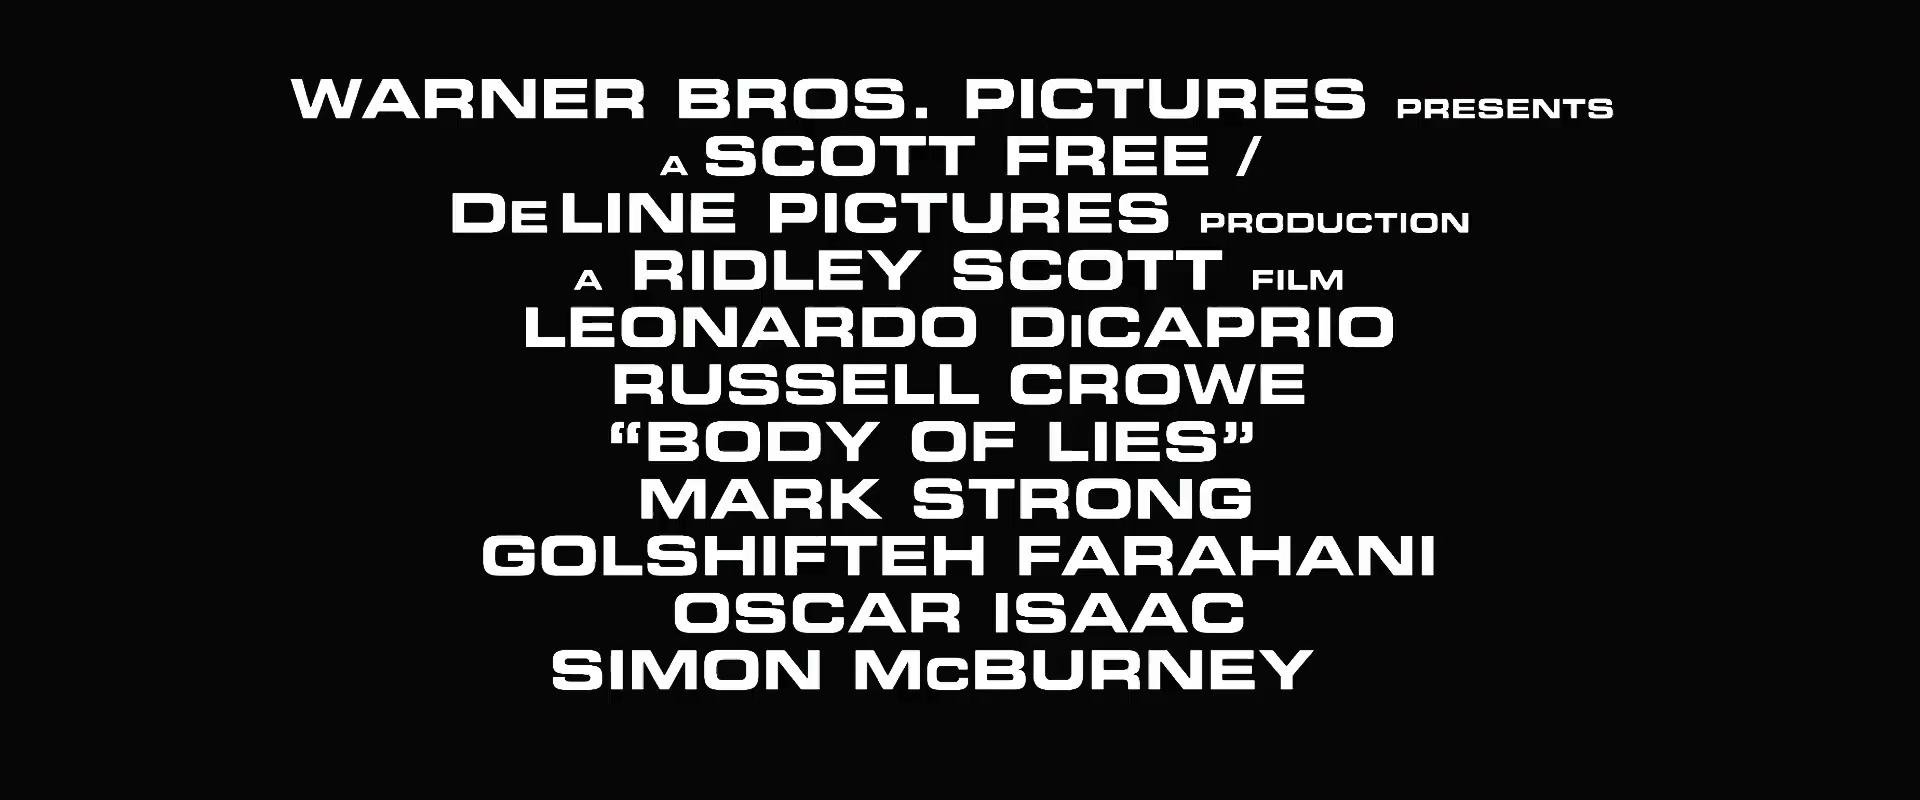 WARNER BROS. PICTURES PRESENTS
A SCOTT FREE /
DE LINE PICTURES PRODUCTION
A RIDLEY SCOTT FILM
LEONARDO DiCAPRIO
RUSSELL CROWE
“BODY OF LIES”
MARK STRONG
GOLSHIFTEH FARAHANI
OSCAR ISAAC
SIMON McBURNEY